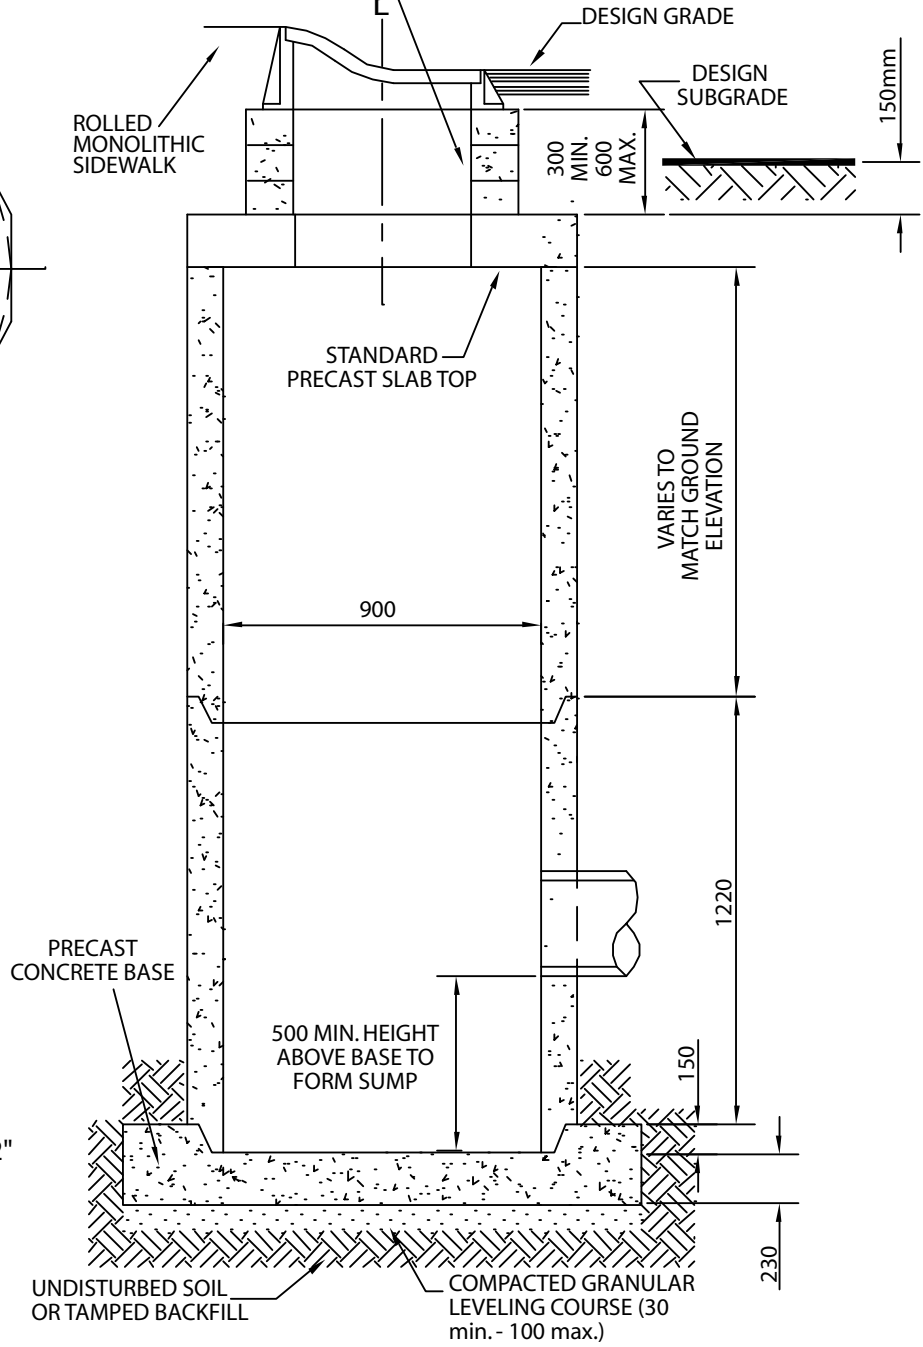 L
DESIGN GRADE
DESIGN
SUBGRADE
150mm
ROLLED
MONOLITHIC
SIDEWALK
300
MIN.
600
MAX.
STANDARD
PRECAST SLAB TOP
VARIES TO
MATCH GROUND
ELEVATION
900
1220
PRECAST
CONCRETE BASE
500 MIN. HEIGHT
ABOVE BASE TO
FORM SUMP
150
230
UNDISTURBED SOIL
OR TAMPED BACKFILL
COMPACTED GRANULAR
LEVELING COURSE (30
min. - 100 max.)